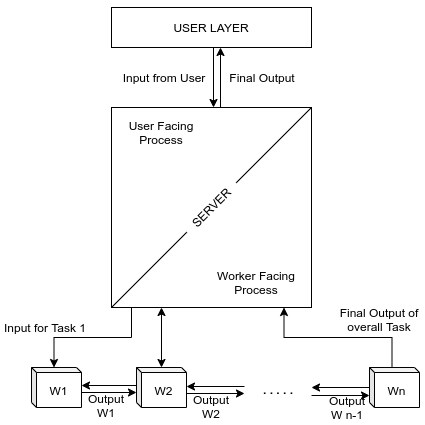 USER LAYER
Input from User
Final Output
User Facing
Process
SERVER
Worker Facing
Process
Input for Task 1
Final Output of
overall Task
W1
Output
W1
W2
Output
W2
.....
Output
W n-1
Wn